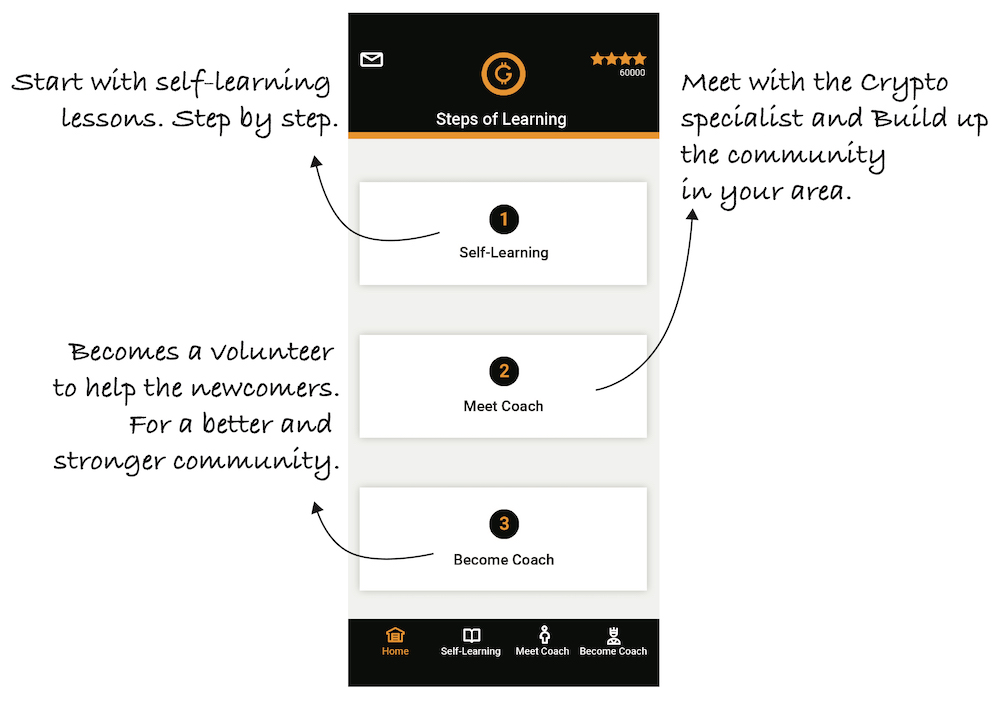 Start with self-learning
lessons. Step by step.
60000
Steps of Learning
Meet with the Crypto
specialist and Build up
the community
in your area.
1
Self-Learning
Becomes a volunteer
to help the newcomers.
For a better and
stronger community.
2
Meet Coach
3
Become Coach
Home
Self-Learning
Meet Coach
Become Coach